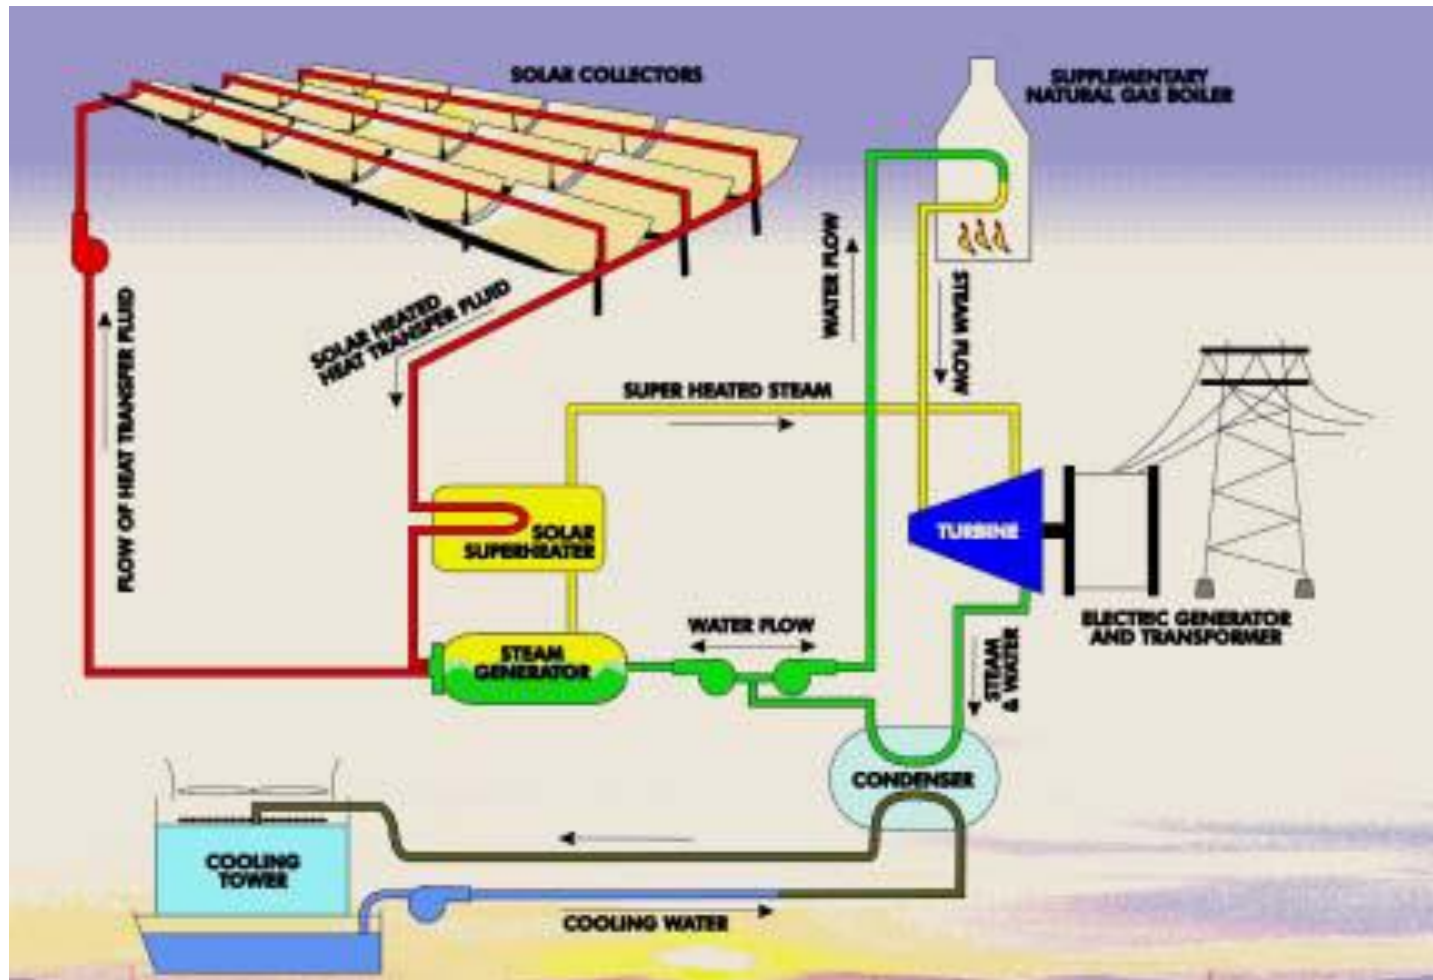 SOLAR COLLECTORS
SUPPLEMENTARY
NATURAL GAS BOILER
WATER FLOW
STEAM FLOW
SOLAR HEATED
HEAT TRANSFER FLUID
FLOW OF HEAT TRANSFER FLUID
SUPER HEATED STEAM
SOLAR
SUPERHEATER
TURBINE
ELECTRIC GENERATOR
AND TRANSFORMER
WATER FLOW
STEAM
& WATER
STEAM
GENERATOR
CONDENSER
COOLING
TOWER
COOLING WATER